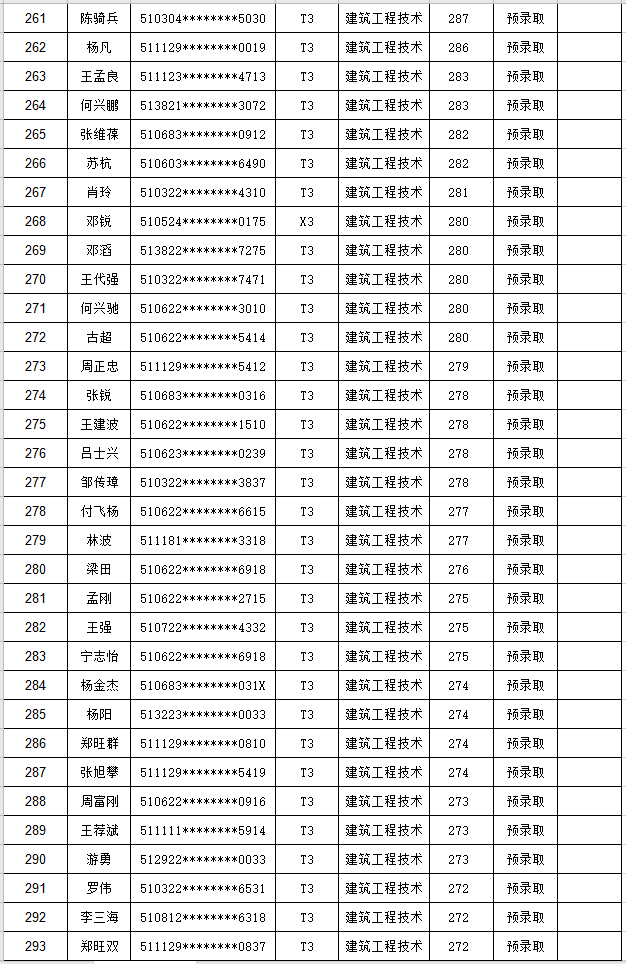 261 陈骑兵 510304********5030 T3 建筑工程技术 287 预录取
262 杨凡 511129********0019 T3 建筑工程技术 286 预录取
263 王孟良 511123********4713 T3 建筑工程技术 283 预录取
264 何兴鹏 513821********3072 T3 建筑工程技术 283 预录取
265 张维葆 510683********0912 T3 建筑工程技术 282 预录取
266 苏杭 510603********6490 T3 建筑工程技术 282 预录取
267 肖玲 510322********4310 T3 建筑工程技术 281 预录取
268 邓锐 510524********0175 X3 建筑工程技术 280 预录取
269 邓滔 513822********7275 T3 建筑工程技术 280 预录取
270 王代强 510322********7471 T3 建筑工程技术 280 预录取
271 何兴驰 510622********3010 T3 建筑工程技术 280 预录取
272 古超 510622********5414 T3 建筑工程技术 280 预录取
273 周正忠 511129********5412 T3 建筑工程技术 279 预录取
274 张锐 510683********0316 T3 建筑工程技术 278 预录取
275 王建波 510622********1510 T3 建筑工程技术 278 预录取
276 吕士兴 510623********0239 T3 建筑工程技术 278 预录取
277 邹传璋 510322********3837 T3 建筑工程技术 278 预录取
278 付飞杨 510622********6615 T3 建筑工程技术 277 预录取
279 林波 511181********3318 T3 建筑工程技术 277 预录取
280 梁田 510622********6918 T3 建筑工程技术 276 预录取
281 孟刚 510622********2715 T3 建筑工程技术 275 预录取
282 王强 510722********4332 T3 建筑工程技术 275 预录取
283 宁志怡 510622********6918 T3 建筑工程技术 275 预录取
284 杨金杰 510683********031X T3 建筑工程技术 274 预录取
285 杨阳 513223********0033 T3 建筑工程技术 274 预录取
286 郑旺群 511129********0810 T3 建筑工程技术 274 预录取
287 张旭攀 511129********5419 T3 建筑工程技术 274 预录取
288 周富刚 510622********0916 T3 建筑工程技术 273 预录取
289 王荐斌 511111********5914 T3 建筑工程技术 273 预录取
290 游勇 512922********0033 T3 建筑工程技术 273 预录取
291 罗伟 510322********6531 T3 建筑工程技术 272 预录取
292 李三海 510812********6318 T3 建筑工程技术 272 预录取
293 郑旺双 511129********0837 T3 建筑工程技术 272 预录取